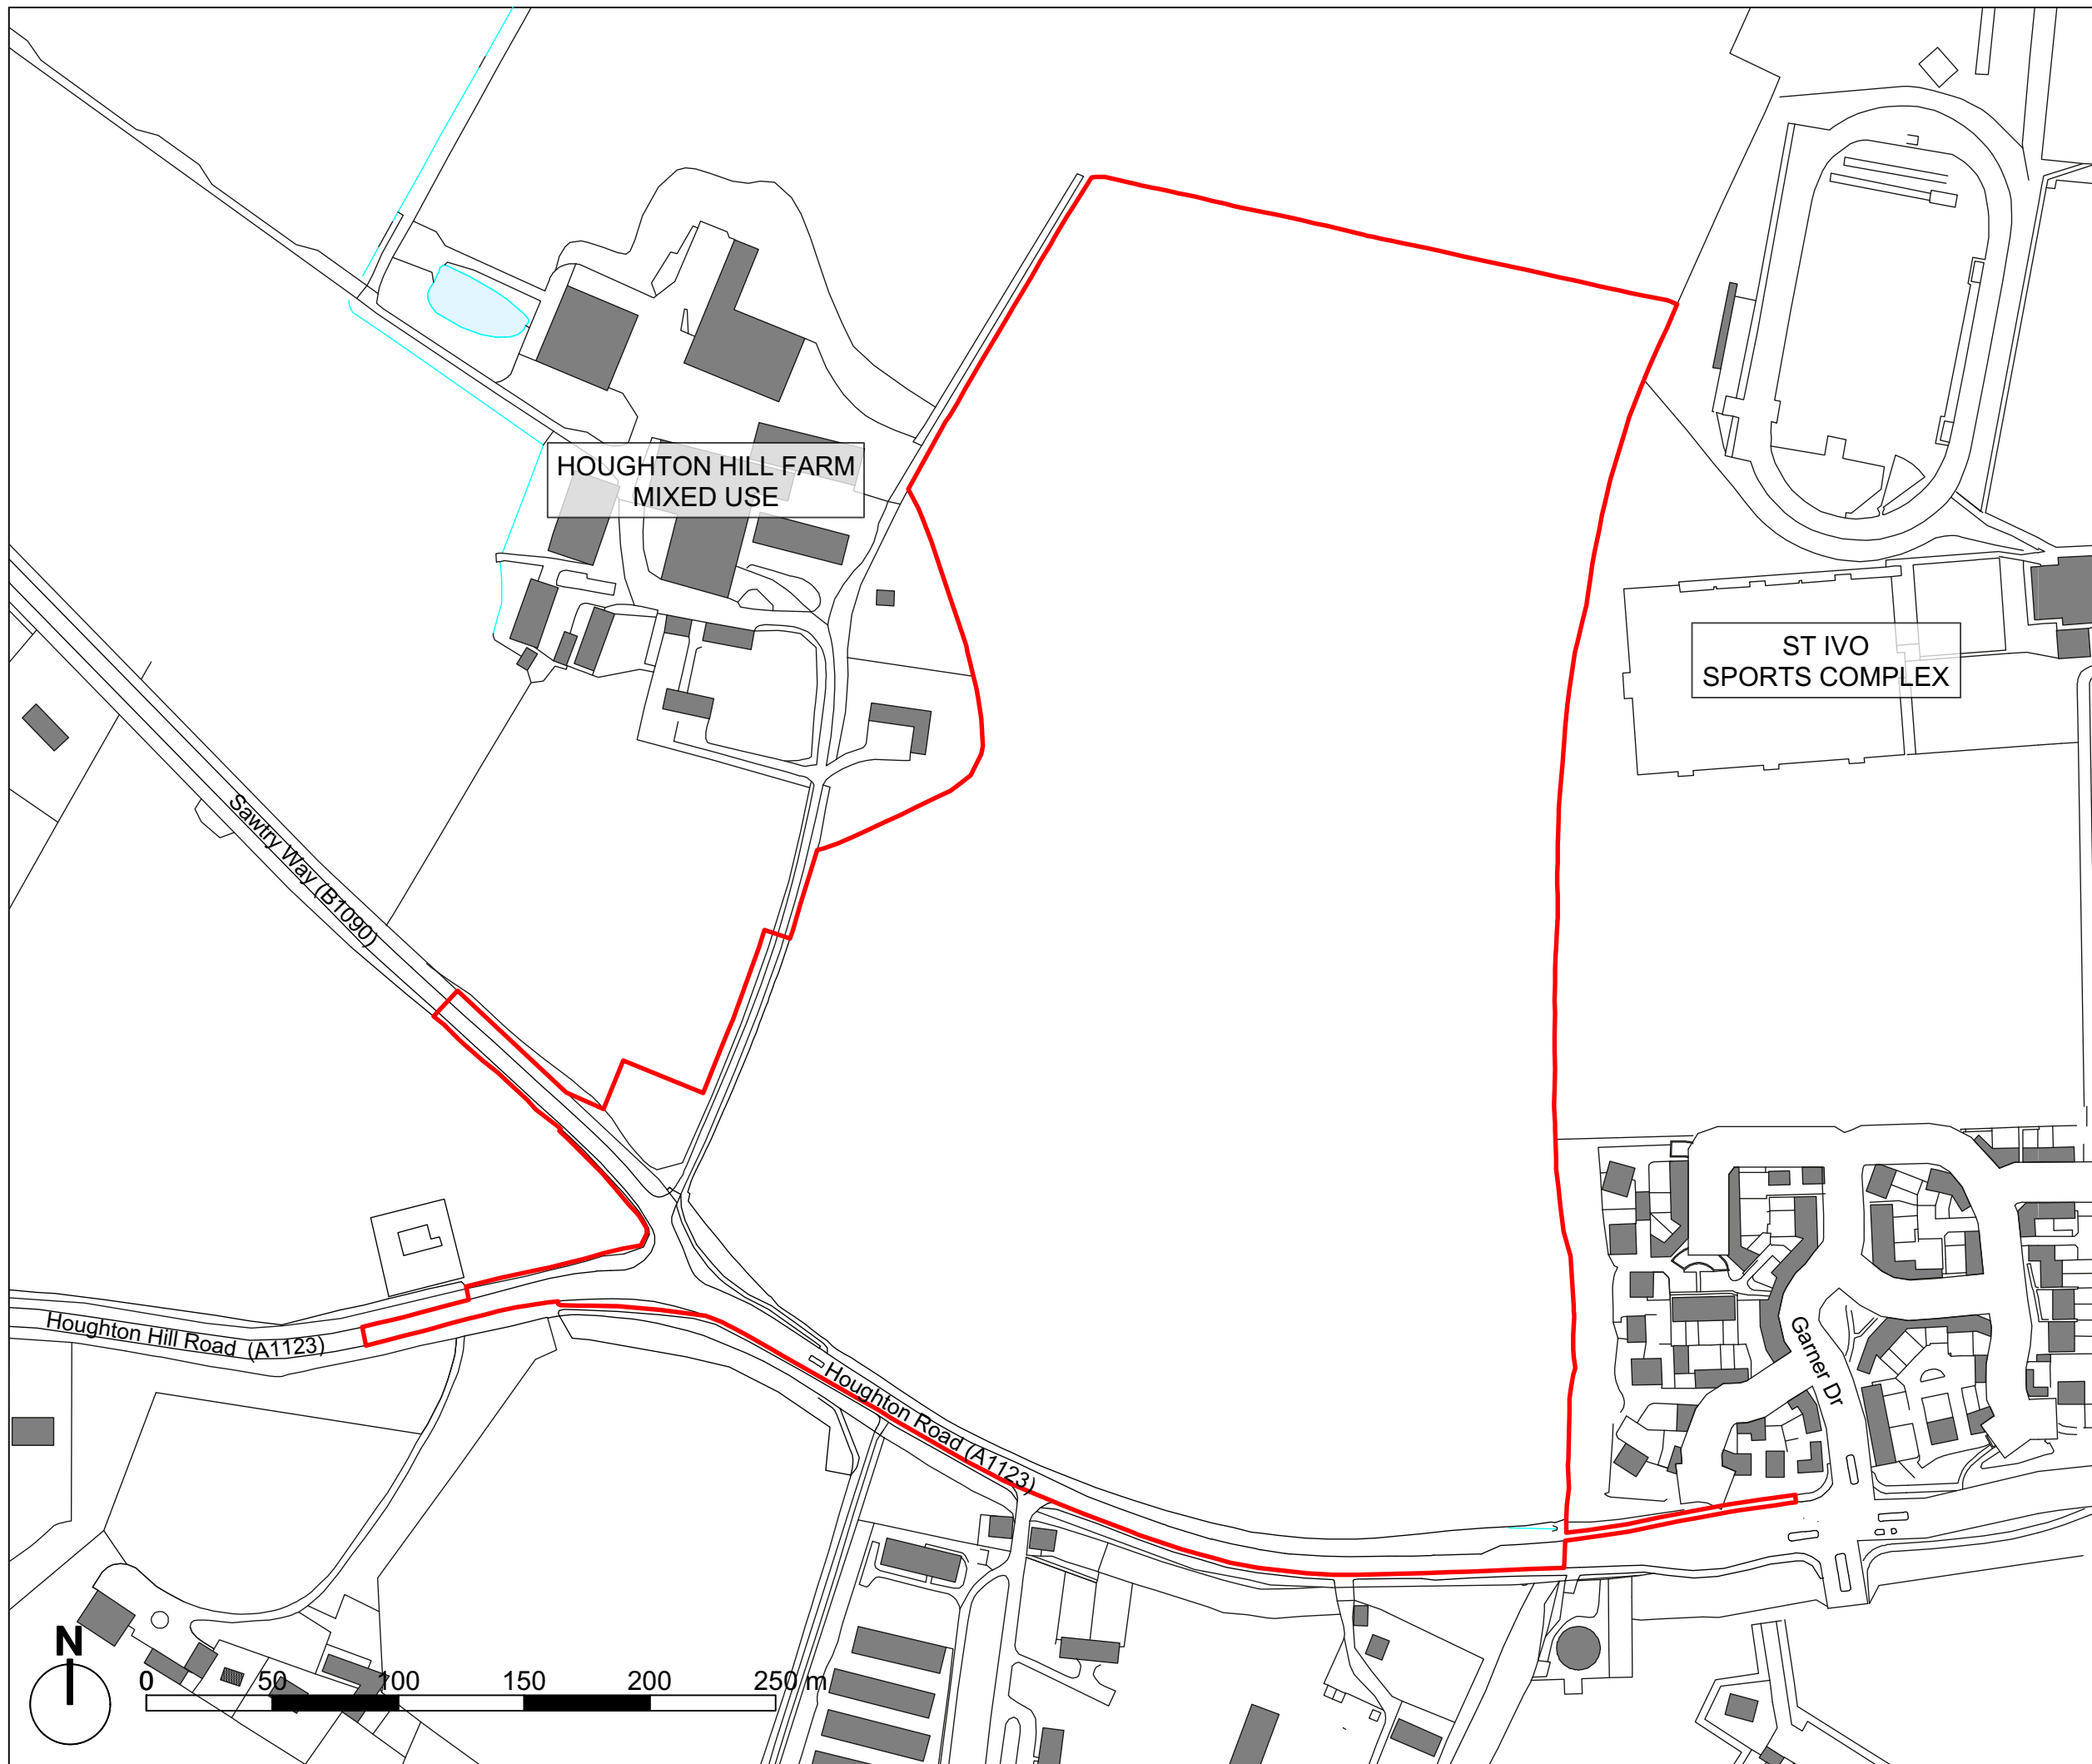 HOUGHTON HILL FARM
MIXED USE
ST IVO
SPORTS COMPLEX
Sawtry Way (B1090)
Houghton Hill Road (A1123)
Houghton Road (A1123)
Garner Dr
N
0 50 100 150 200 250 m